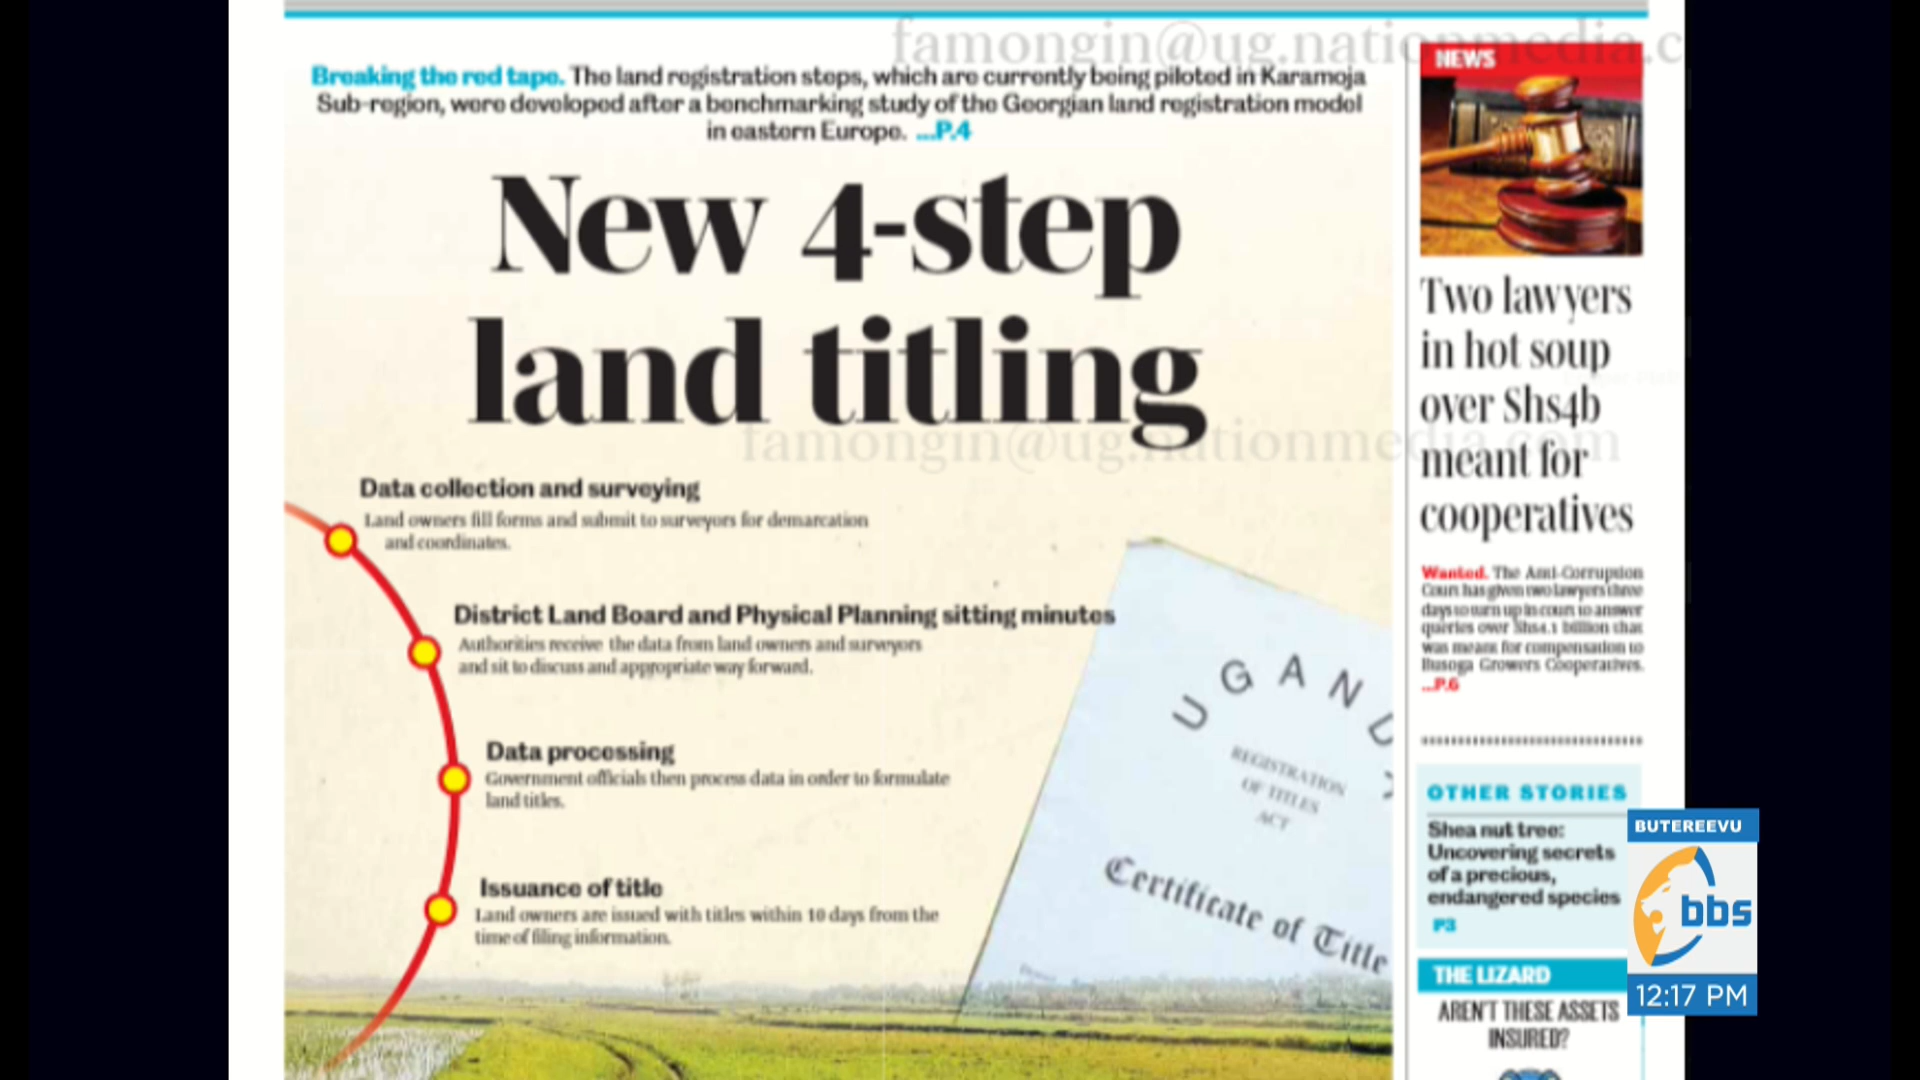 famongin@ug.nationmedia.c
Breaking the red tape. The land registration steps, which are currently being piloted in Karamoja
Sub-region, were developed after a benchmarking study of the Georgian land registration model
in eastern Europe. ...P.4
New 4-step
land titling
famongin@ug.nationmedia.com
Data collection and surveying
Land owners fill forms and submit to surveyors for demarcation
and coordinates.
District Land Board and Physical Planning sitting minutes
Authorities receive the data from land owners and surveyors
and sit to discuss and appropriate way forward.
Data processing
Government officials then process data in order to formulate
land titles.
Issuance of title
Land owners are issued with titles within 10 days from the
time of filing information.
UGAND
REGISTRATION
OF TITLES
ACT
Certificate of Title
NEWS
Two lawyers
in hot soup
over Shs4b
meant for
cooperatives
Wanted. The Anti-Corruption
Court has given two lawyers three
days to turn up in court to answer
queries over Shs4.1 billion that
was meant for compensation to
Busoga Growers Cooperatives.
...P.6
OTHER STORIES
Shea nut tree:
Uncovering secrets
of a precious,
endangered species
P3
THE LIZARD
AREN'T THESE ASSETS
INSURED?
BUTEREEVU
bbs
12:17 PM